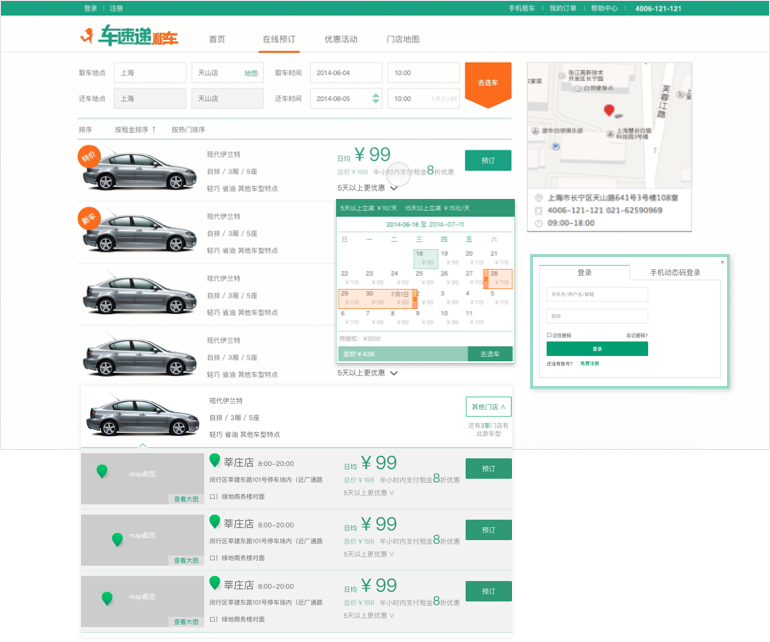 登录 | 注册
手机租车 | 我的订单 | 帮助中心 | 4006-121-121
车速递租车
首页 在线预订 优惠活动 门店地图
取车地点 上海 天山店 地图 取车时间 2014-06-04 10:00 去选车
还车地点 上海 天山店 还车时间 2014-06-05 10:00
排序 按租金排序 ↑ 按热门排序
特价
现代伊兰特
自排 / 3厢 / 5座
轻巧 省油 其他车型特点
日均 ￥99
总价￥198 半小时内支付租金8折优惠
5天以上更优惠
预订
新车
现代伊兰特
自排 / 3厢 / 5座
轻巧 省油 其他车型特点
5天以上立减 ￥10/天 15天以上立减 ￥15元/天
2014-06-18 至 2014-07-11
日 一 二 三 四 五 六
18 19 20 21
22 23 24 25 26 27 28
29 30 7月1日 2 3 4 5
6 7 8 9 10 11
预授权：￥3500
总价￥436 去选车
现代伊兰特
自排 / 3厢 / 5座
轻巧 省油 其他车型特点
现代伊兰特
自排 / 3厢 / 5座
轻巧 省油 其他车型特点
5天以上更优惠
现代伊兰特
自排 / 3厢 / 5座
轻巧 省油 其他车型特点
其他门店 ∧
还有3家门店有
此款车型
map截图
查看大图
莘庄店 8:00~20:00
闵行区莘建东路101号停车场内（近广通路
口）绿地商务楼对面
日均 ￥99
总价￥198 半小时内支付租金8折优惠
5天以上更优惠 ∨
预订
map截图
查看大图
莘庄店 8:00~20:00
闵行区莘建东路101号停车场内（近广通路
口）绿地商务楼对面
日均 ￥99
总价￥198 半小时内支付租金8折优惠
5天以上更优惠 ∨
预订
map截图
查看大图
莘庄店 8:00~20:00
闵行区莘建东路101号停车场内（近广通路
口）绿地商务楼对面
日均 ￥99
总价￥198 半小时内支付租金8折优惠
5天以上更优惠 ∨
预订
张江高新技术
开发区长宁园
芙蓉江路
上海市长宁区天山路641号3号楼108室
4006-121-121 021-62590969
09:00-18:00
×
登录 手机动态码登录
手机号/用户名/邮箱
密码
记住密码 忘记密码?
登录
还没有账号? 免费注册